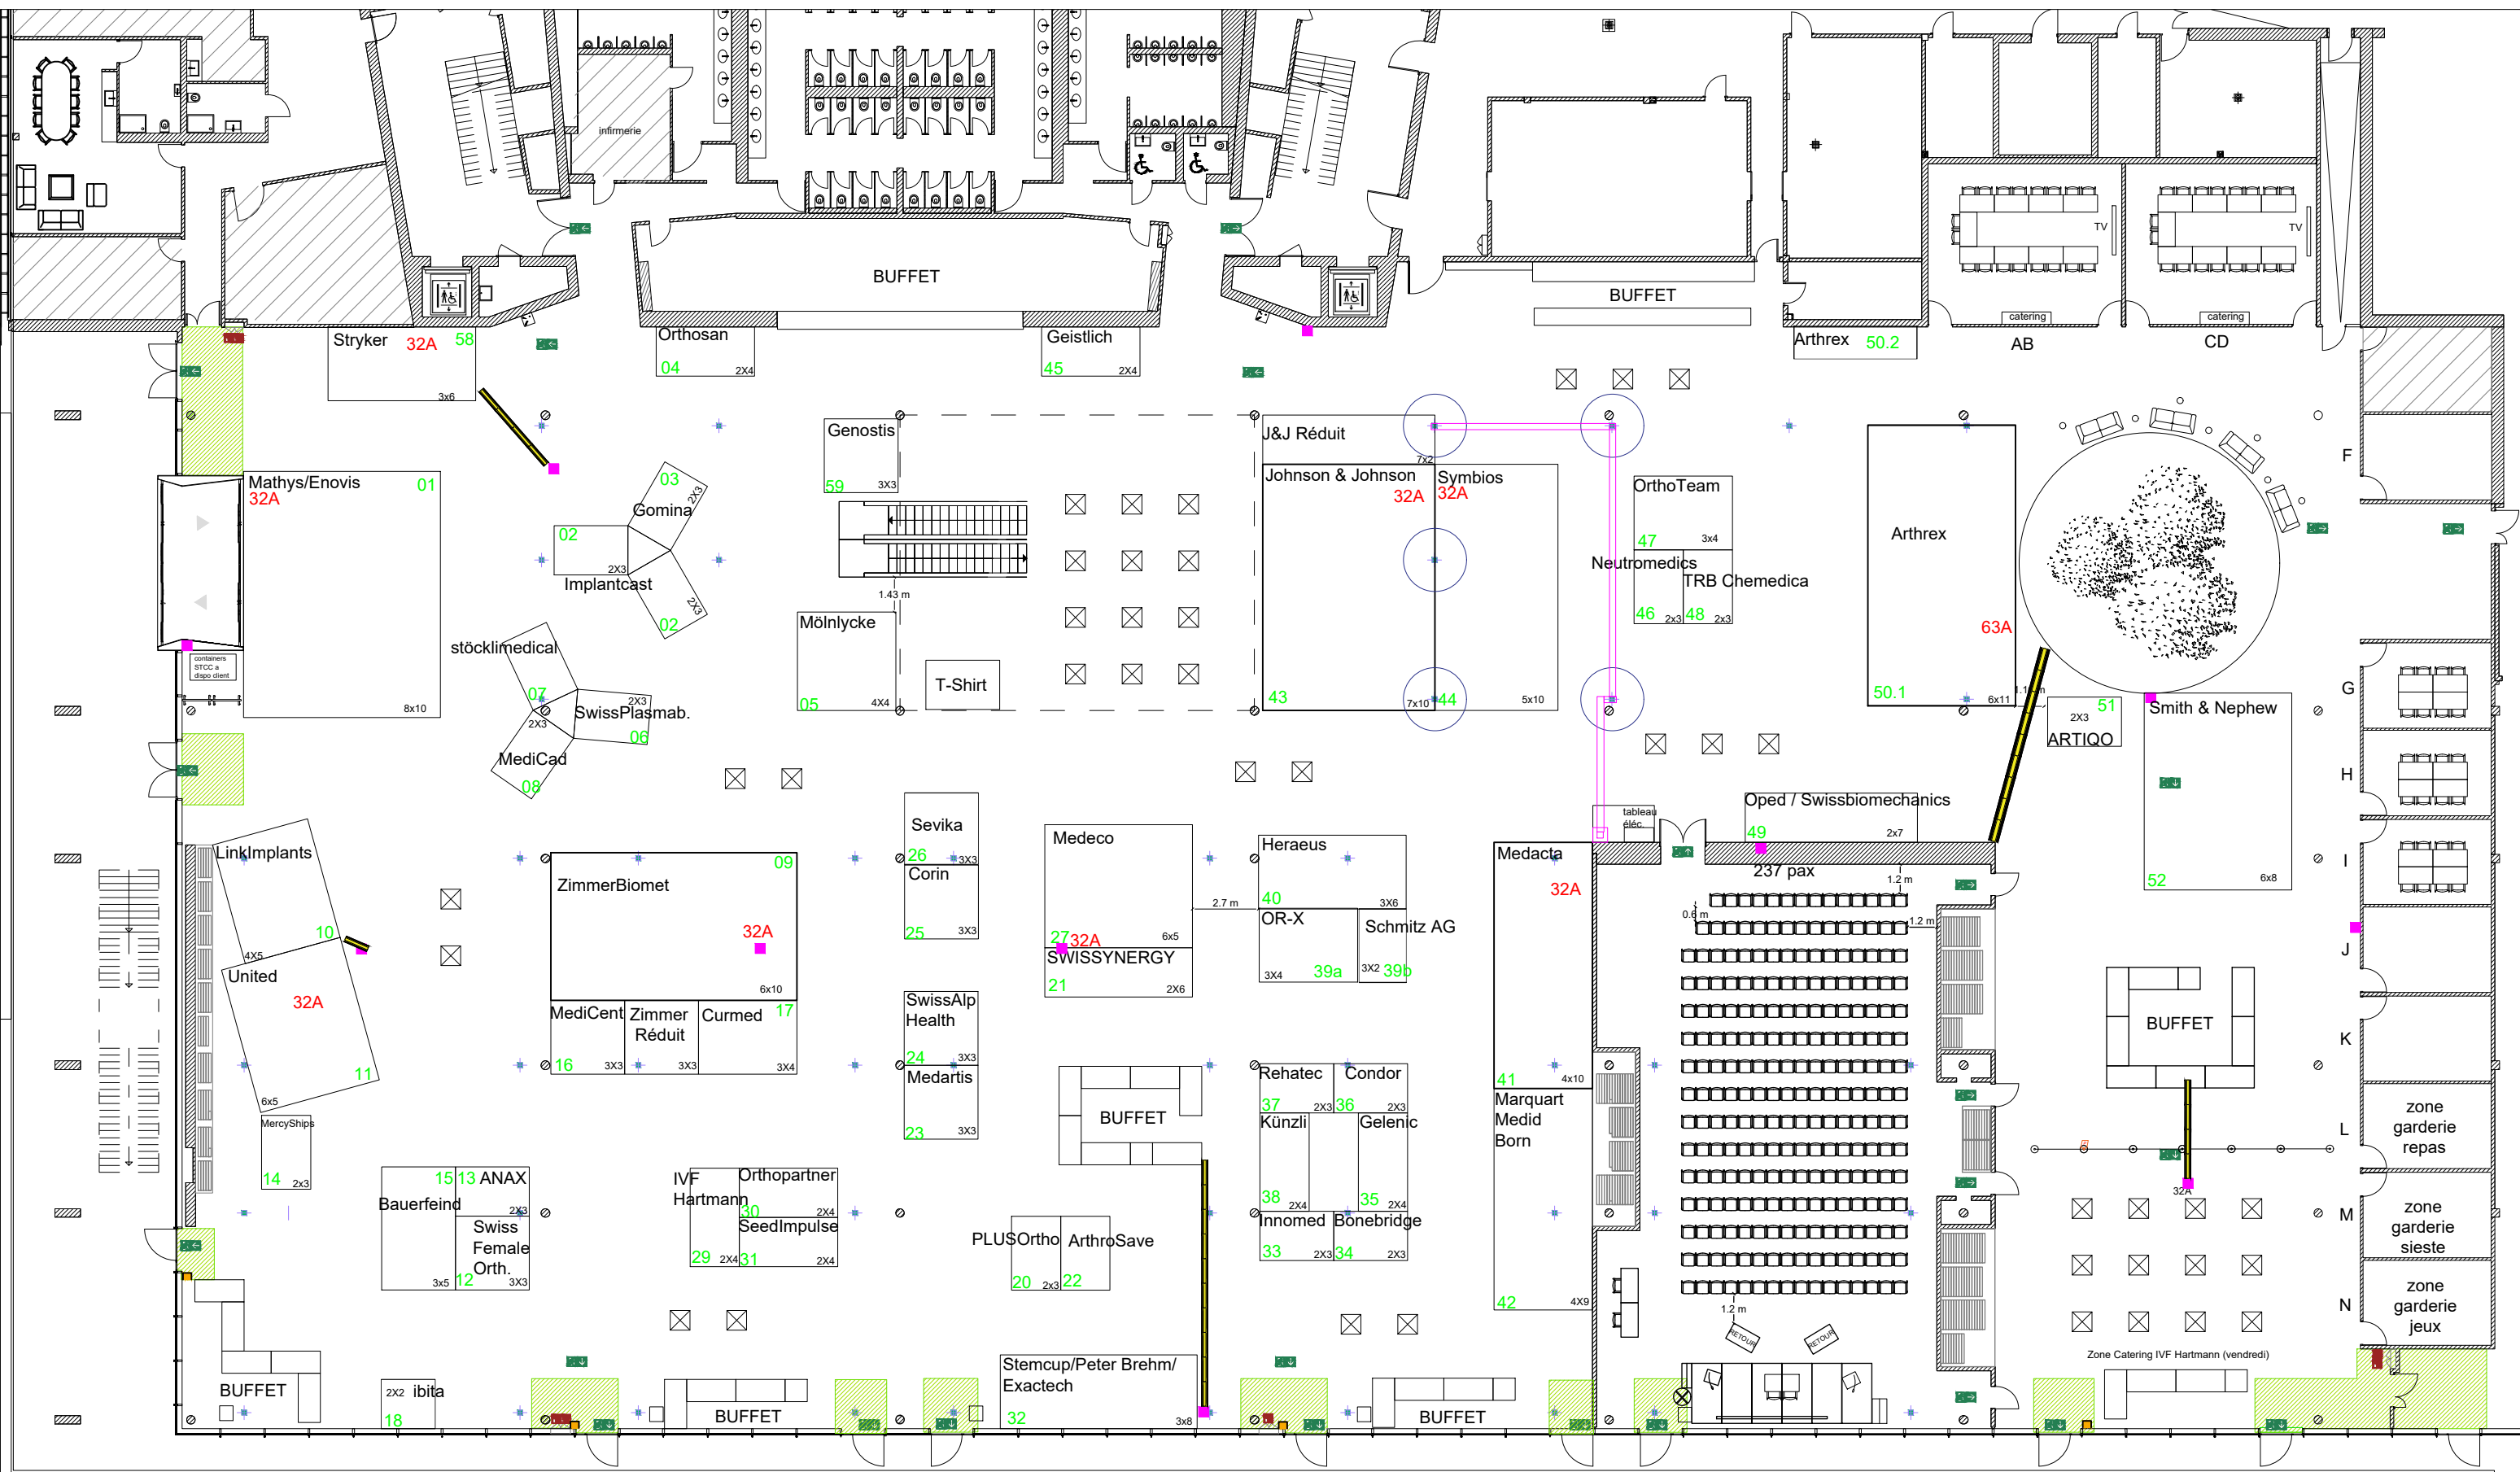 infirmerie
BUFFET
BUFFET
TV
TV
catering
catering
AB
CD
Stryker
32A
58
3x6
Orthosan
04
2X4
Geistlich
45
2X4
Arthrex
50.2
Mathys/Enovis
32A
01
8x10
containers
STCC a
dispo client
03
2X3
Gomina
02
2X3
Implantcast
2X3
02
Genostis
59
3X3
1.43 m
Mölnlycke
05
4X4
T-Shirt
J&J Réduit
7x2
Johnson & Johnson
32A
43
7x10
Symbios
32A
44
5x10
OrthoTeam
47
3x4
Neutromedics
46
2x3
TRB Chemedica
48
2x3
Arthrex
63A
50.1
6x11
51
2X3
ARTIQO
Smith & Nephew
52
6x8
F
G
H
I
J
K
L
M
N
stöcklimedical
07
2X3
SwissPlasmab.
06
2X3
MediCad
08
LinkImplants
10
4X5
United
32A
11
6x5
MercyShips
14
2x3
ZimmerBiomet
09
32A
6x10
MediCent
16
3X3
Zimmer
Réduit
3X3
Curmed
17
3X4
Sevika
26
3X3
Corin
25
3X3
SwissAlp
Health
24
3X3
Medartis
23
3X3
Medeco
27
32A
6x5
SWISSYNERGY
21
2X6
2.7 m
Heraeus
40
3X6
OR-X
3X4
39a
Schmitz AG
3X2
39b
Medacta
32A
41
4x10
Marquart
Medid
Born
42
4X9
tableau
éléc.
Oped / Swissbiomechanics
49
2x7
237 pax
1.2 m
0.6 m
1.2 m
1.2 m
RETOUR
RETOUR
BUFFET
32A
zone
garderie
repas
zone
garderie
sieste
zone
garderie
jeux
Zone Catering IVF Hartmann (vendredi)
BUFFET
Rehatec
37
2X3
Condor
36
2X3
Künzli
38
2X4
Gelenic
35
2X4
Innomed
33
2X3
Bonebridge
34
2X3
15
Bauerfeind
3x5
13
ANAX
2X3
Swiss
Female
Orth.
12
3X3
IVF
Hartmann
29
2X4
Orthopartner
30
2X4
SeedImpulse
31
2X4
PLUSOrtho
20
2x3
ArthroSave
22
BUFFET
2X2
ibita
18
BUFFET
Stemcup/Peter Brehm/
Exactech
32
3x8
BUFFET